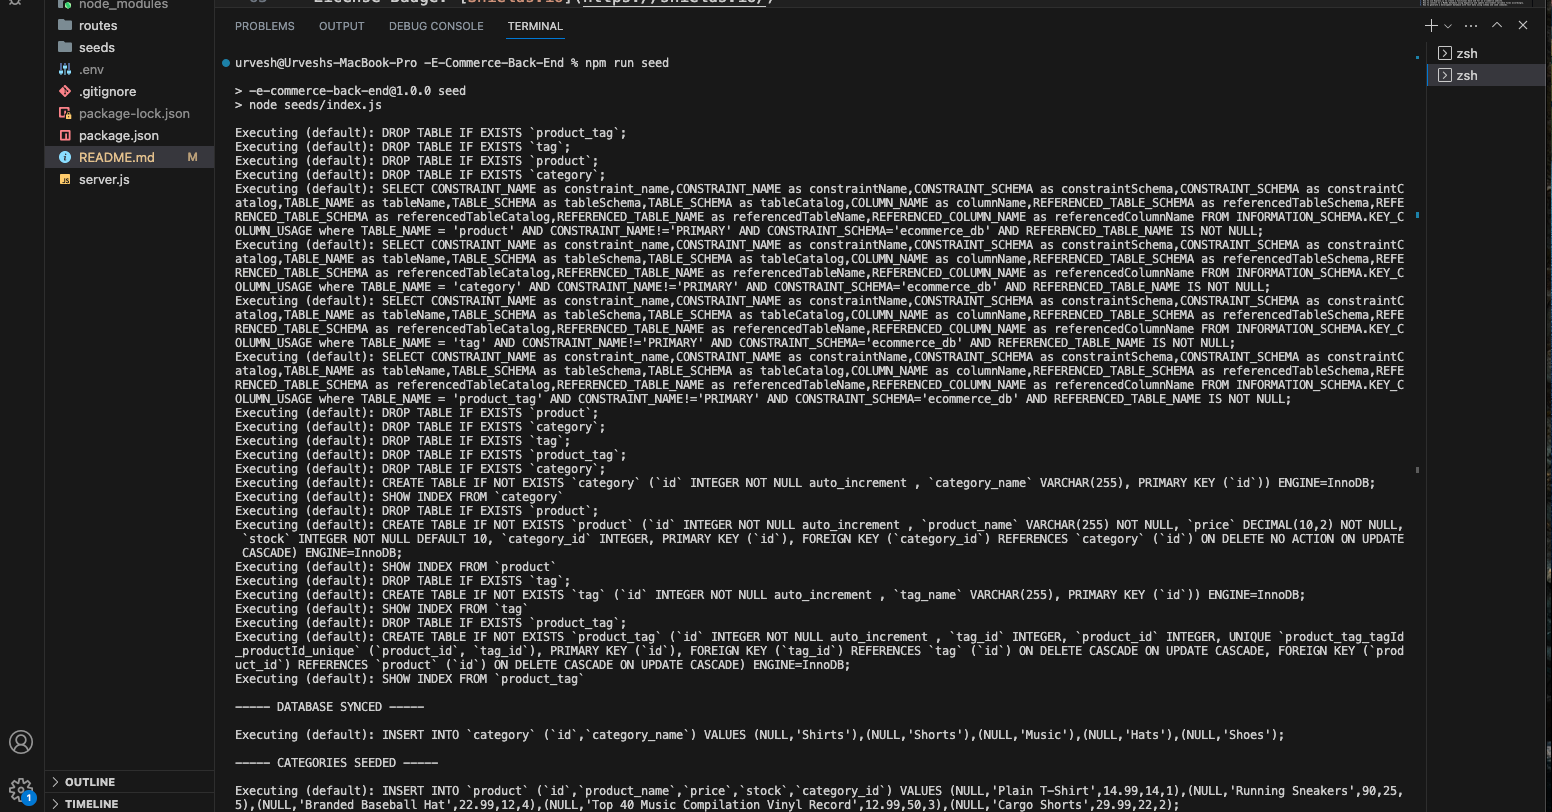 node_modules
routes
seeds
.env
.gitignore
package-lock.json
package.json
README.md M
server.js
OUTLINE
TIMELINE
1
PROBLEMS OUTPUT DEBUG CONSOLE TERMINAL
zsh
zsh
urvesh@Urveshs-MacBook-Pro -E-Commerce-Back-End % npm run seed
> -e-commerce-back-end@1.0.0 seed
> node seeds/index.js
Executing (default): DROP TABLE IF EXISTS `product_tag`;
Executing (default): DROP TABLE IF EXISTS `tag`;
Executing (default): DROP TABLE IF EXISTS `product`;
Executing (default): DROP TABLE IF EXISTS `category`;
Executing (default): SELECT CONSTRAINT_NAME as constraint_name,CONSTRAINT_NAME as constraintName,CONSTRAINT_SCHEMA as constraintSchema,CONSTRAINT_SCHEMA as constraintC
atalog,TABLE_NAME as tableName,TABLE_SCHEMA as tableSchema,TABLE_SCHEMA as tableCatalog,COLUMN_NAME as columnName,REFERENCED_TABLE_SCHEMA as referencedTableSchema,REFE
RENCED_TABLE_SCHEMA as referencedTableCatalog,REFERENCED_TABLE_NAME as referencedTableName,REFERENCED_COLUMN_NAME as referencedColumnName FROM INFORMATION_SCHEMA.KEY_C
OLUMN_USAGE where TABLE_NAME = 'product' AND CONSTRAINT_NAME!='PRIMARY' AND CONSTRAINT_SCHEMA='ecommerce_db' AND REFERENCED_TABLE_NAME IS NOT NULL;
Executing (default): SELECT CONSTRAINT_NAME as constraint_name,CONSTRAINT_NAME as constraintName,CONSTRAINT_SCHEMA as constraintSchema,CONSTRAINT_SCHEMA as constraintC
atalog,TABLE_NAME as tableName,TABLE_SCHEMA as tableSchema,TABLE_SCHEMA as tableCatalog,COLUMN_NAME as columnName,REFERENCED_TABLE_SCHEMA as referencedTableSchema,REFE
RENCED_TABLE_SCHEMA as referencedTableCatalog,REFERENCED_TABLE_NAME as referencedTableName,REFERENCED_COLUMN_NAME as referencedColumnName FROM INFORMATION_SCHEMA.KEY_C
OLUMN_USAGE where TABLE_NAME = 'category' AND CONSTRAINT_NAME!='PRIMARY' AND CONSTRAINT_SCHEMA='ecommerce_db' AND REFERENCED_TABLE_NAME IS NOT NULL;
Executing (default): SELECT CONSTRAINT_NAME as constraint_name,CONSTRAINT_NAME as constraintName,CONSTRAINT_SCHEMA as constraintSchema,CONSTRAINT_SCHEMA as constraintC
atalog,TABLE_NAME as tableName,TABLE_SCHEMA as tableSchema,TABLE_SCHEMA as tableCatalog,COLUMN_NAME as columnName,REFERENCED_TABLE_SCHEMA as referencedTableSchema,REFE
RENCED_TABLE_SCHEMA as referencedTableCatalog,REFERENCED_TABLE_NAME as referencedTableName,REFERENCED_COLUMN_NAME as referencedColumnName FROM INFORMATION_SCHEMA.KEY_C
OLUMN_USAGE where TABLE_NAME = 'tag' AND CONSTRAINT_NAME!='PRIMARY' AND CONSTRAINT_SCHEMA='ecommerce_db' AND REFERENCED_TABLE_NAME IS NOT NULL;
Executing (default): SELECT CONSTRAINT_NAME as constraint_name,CONSTRAINT_NAME as constraintName,CONSTRAINT_SCHEMA as constraintSchema,CONSTRAINT_SCHEMA as constraintC
atalog,TABLE_NAME as tableName,TABLE_SCHEMA as tableSchema,TABLE_SCHEMA as tableCatalog,COLUMN_NAME as columnName,REFERENCED_TABLE_SCHEMA as referencedTableSchema,REFE
RENCED_TABLE_SCHEMA as referencedTableCatalog,REFERENCED_TABLE_NAME as referencedTableName,REFERENCED_COLUMN_NAME as referencedColumnName FROM INFORMATION_SCHEMA.KEY_C
OLUMN_USAGE where TABLE_NAME = 'product_tag' AND CONSTRAINT_NAME!='PRIMARY' AND CONSTRAINT_SCHEMA='ecommerce_db' AND REFERENCED_TABLE_NAME IS NOT NULL;
Executing (default): DROP TABLE IF EXISTS `product`;
Executing (default): DROP TABLE IF EXISTS `category`;
Executing (default): DROP TABLE IF EXISTS `tag`;
Executing (default): DROP TABLE IF EXISTS `product_tag`;
Executing (default): DROP TABLE IF EXISTS `category`;
Executing (default): CREATE TABLE IF NOT EXISTS `category` (`id` INTEGER NOT NULL auto_increment , `category_name` VARCHAR(255), PRIMARY KEY (`id`)) ENGINE=InnoDB;
Executing (default): SHOW INDEX FROM `category`
Executing (default): DROP TABLE IF EXISTS `product`;
Executing (default): CREATE TABLE IF NOT EXISTS `product` (`id` INTEGER NOT NULL auto_increment , `product_name` VARCHAR(255) NOT NULL, `price` DECIMAL(10,2) NOT NULL,
`stock` INTEGER NOT NULL DEFAULT 10, `category_id` INTEGER, PRIMARY KEY (`id`), FOREIGN KEY (`category_id`) REFERENCES `category` (`id`) ON DELETE NO ACTION ON UPDATE
CASCADE) ENGINE=InnoDB;
Executing (default): SHOW INDEX FROM `product`
Executing (default): DROP TABLE IF EXISTS `tag`;
Executing (default): CREATE TABLE IF NOT EXISTS `tag` (`id` INTEGER NOT NULL auto_increment , `tag_name` VARCHAR(255), PRIMARY KEY (`id`)) ENGINE=InnoDB;
Executing (default): SHOW INDEX FROM `tag`
Executing (default): DROP TABLE IF EXISTS `product_tag`;
Executing (default): CREATE TABLE IF NOT EXISTS `product_tag` (`id` INTEGER NOT NULL auto_increment , `tag_id` INTEGER, `product_id` INTEGER, UNIQUE `product_tag_tagId
_productId_unique` (`product_id`, `tag_id`), PRIMARY KEY (`id`), FOREIGN KEY (`tag_id`) REFERENCES `tag` (`id`) ON DELETE CASCADE ON UPDATE CASCADE, FOREIGN KEY (`prod
uct_id`) REFERENCES `product` (`id`) ON DELETE CASCADE ON UPDATE CASCADE) ENGINE=InnoDB;
Executing (default): SHOW INDEX FROM `product_tag`
----- DATABASE SYNCED -----
Executing (default): INSERT INTO `category` (`id`,`category_name`) VALUES (NULL,'Shirts'),(NULL,'Shorts'),(NULL,'Music'),(NULL,'Hats'),(NULL,'Shoes');
----- CATEGORIES SEEDED -----
Executing (default): INSERT INTO `product` (`id`,`product_name`,`price`,`stock`,`category_id`) VALUES (NULL,'Plain T-Shirt',14.99,14,1),(NULL,'Running Sneakers',90,25,
5),(NULL,'Branded Baseball Hat',22.99,12,4),(NULL,'Top 40 Music Compilation Vinyl Record',12.99,50,3),(NULL,'Cargo Shorts',29.99,22,2);